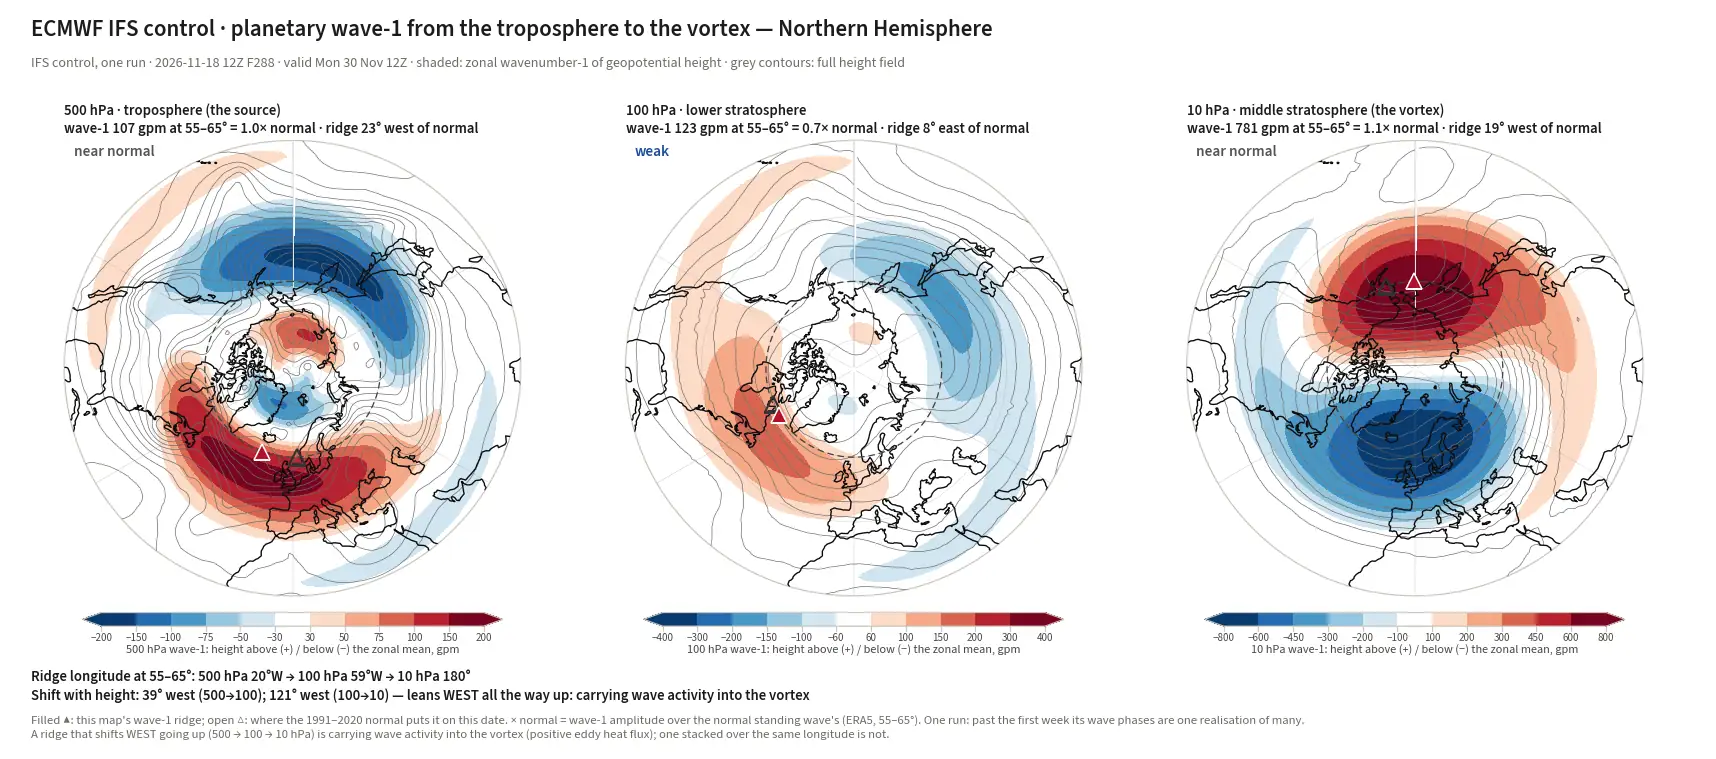 ECMWF IFS control · planetary wave-1 from the troposphere to the vortex — Northern Hemisphere
IFS control, one run · 2026-11-18 12Z F288 · valid Mon 30 Nov 12Z · shaded: zonal wavenumber-1 of geopotential height · grey contours: full height field
500 hPa · troposphere (the source)
wave-1 107 gpm at 55–65° = 1.0× normal · ridge 23° west of normal
near normal
100 hPa · lower stratosphere
wave-1 123 gpm at 55–65° = 0.7× normal · ridge 8° east of normal
weak
10 hPa · middle stratosphere (the vortex)
wave-1 781 gpm at 55–65° = 1.1× normal · ridge 19° west of normal
near normal
−200 −150 −100 −75 −50 −30 30 50 75 100 150 200
500 hPa wave-1: height above (+) / below (−) the zonal mean, gpm
−400 −300 −200 −150 −100 −60 60 100 150 200 300 400
100 hPa wave-1: height above (+) / below (−) the zonal mean, gpm
−800 −600 −450 −300 −200 −100 100 200 300 450 600 800
10 hPa wave-1: height above (+) / below (−) the zonal mean, gpm
Ridge longitude at 55–65°: 500 hPa 20°W → 100 hPa 59°W → 10 hPa 180°
Shift with height: 39° west (500→100); 121° west (100→10) — leans WEST all the way up: carrying wave activity into the vortex
Filled ▲: this map's wave-1 ridge; open △: where the 1991–2020 normal puts it on this date. × normal = wave-1 amplitude over the normal standing wave's (ERA5, 55–65°). One run: past the first week its wave phases are one realisation of many.
A ridge that shifts WEST going up (500 → 100 → 10 hPa) is carrying wave activity into the vortex (positive eddy heat flux); one stacked over the same longitude is not.